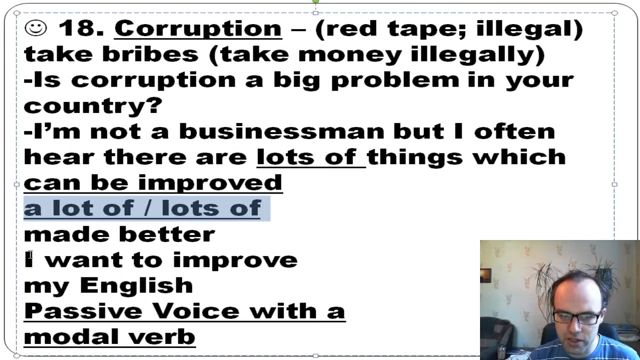 ☺ 18. Corruption – (red tape; illegal)
take bribes (take money illegally)
-Is corruption a big problem in your
country?
-I'm not a businessman but I often
hear there are lots of things which
can be improved
a lot of / lots of
made better
I want to improve
my English
Passive Voice with a
modal verb